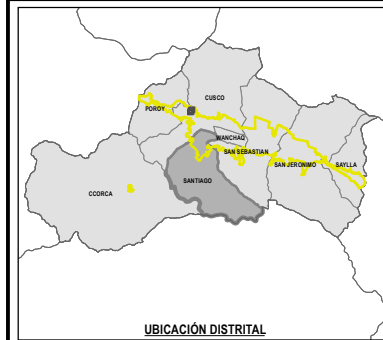 CUSCO
POROY
WANCHAQ
SAN SEBASTIAN
SAN JERONIMO
SAYLLA
SANTIAGO
CCORCA
UBICACIÓN DISTRITAL